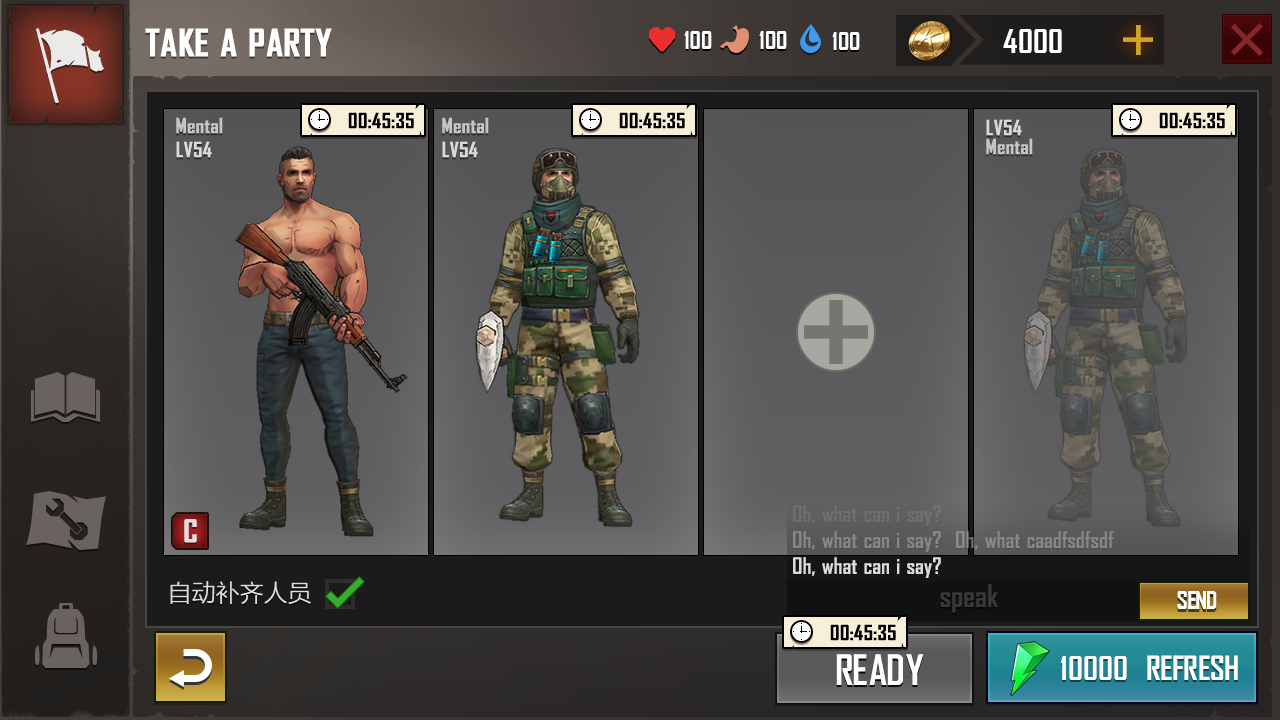 TAKE A PARTY
100 100 100
4000
Mental
LV54
00:45:35
Mental
LV54
00:45:35
LV54
Mental
00:45:35
C
Oh, what can i say?
Oh, what can i say? Oh, what caadfsdfsdf
Oh, what can i say?
自动补齐人员
speak
SEND
00:45:35
READY
10000 REFRESH